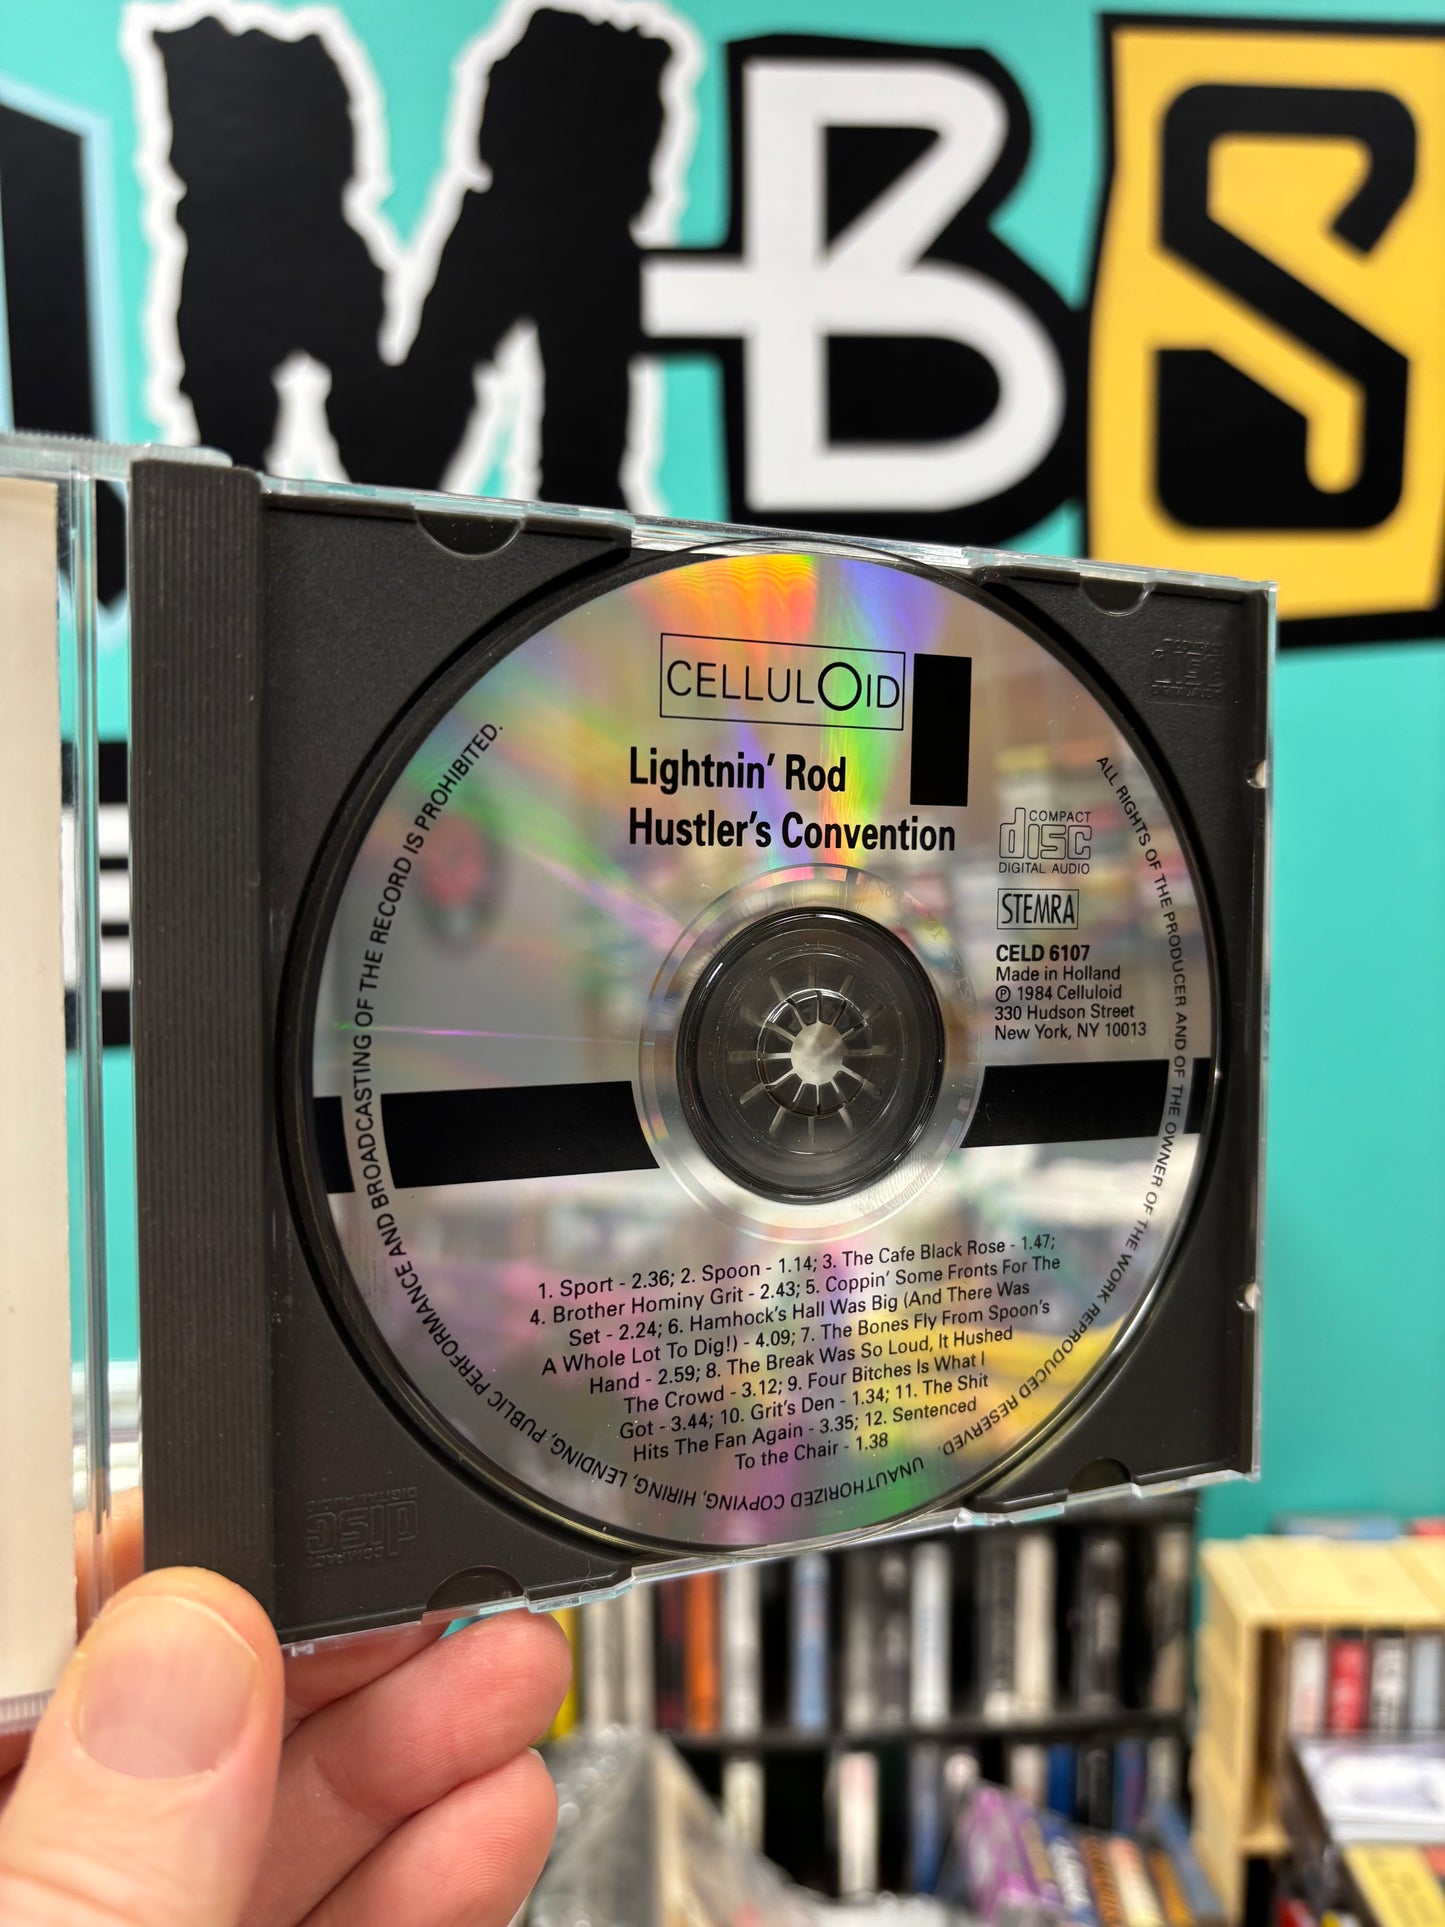 MBS
CELLULOID
Lightnin' Rod
Hustler's Convention
COMPACT
disc
DIGITAL AUDIO
STEMRA
CELD 6107
Made in Holland
℗ 1984 Celluloid
330 Hudson Street
New York, NY 10013
1. Sport - 2.36; 2. Spoon - 1.14; 3. The Cafe Black Rose - 1.47;
4. Brother Hominy Grit - 2.43; 5. Coppin' Some Fronts For The
Set - 2.24; 6. Hamhock's Hall Was Big (And There Was
A Whole Lot To Dig!) - 4.09; 7. The Bones Fly From Spoon's
Hand - 2.59; 8. The Break Was So Loud, It Hushed
The Crowd - 3.12; 9. Four Bitches Is What I
Got - 3.44; 10. Grit's Den - 1.34; 11. The Shit
Hits The Fan Again - 3.35; 12. Sentenced
To the Chair - 1.38
ALL RIGHTS OF THE PRODUCER AND OF THE OWNER OF THE WORK REPRODUCED RESERVED.
UNAUTHORIZED COPYING, HIRING, LENDING, PUBLIC PERFORMANCE AND BROADCASTING OF THE RECORD IS PROHIBITED.
COMPACT
disc
DIGITAL AUDIO